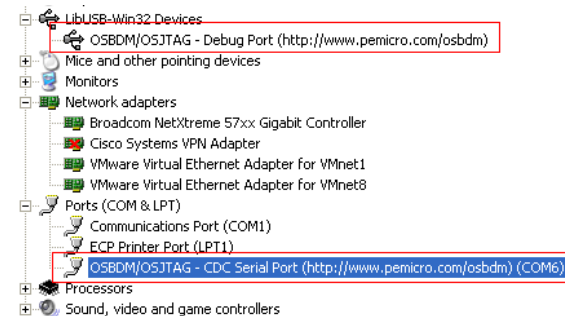 LibUSB-Win32 Devices
OSBDM/OSJTAG - Debug Port (http://www.pemicro.com/osbdm)
Mice and other pointing devices
Monitors
Network adapters
Broadcom NetXtreme 57xx Gigabit Controller
Cisco Systems VPN Adapter
VMware Virtual Ethernet Adapter for VMnet1
VMware Virtual Ethernet Adapter for VMnet8
Ports (COM & LPT)
Communications Port (COM1)
ECP Printer Port (LPT1)
OSBDM/OSJTAG - CDC Serial Port (http://www.pemicro.com/osbdm) (COM6)
Processors
Sound, video and game controllers